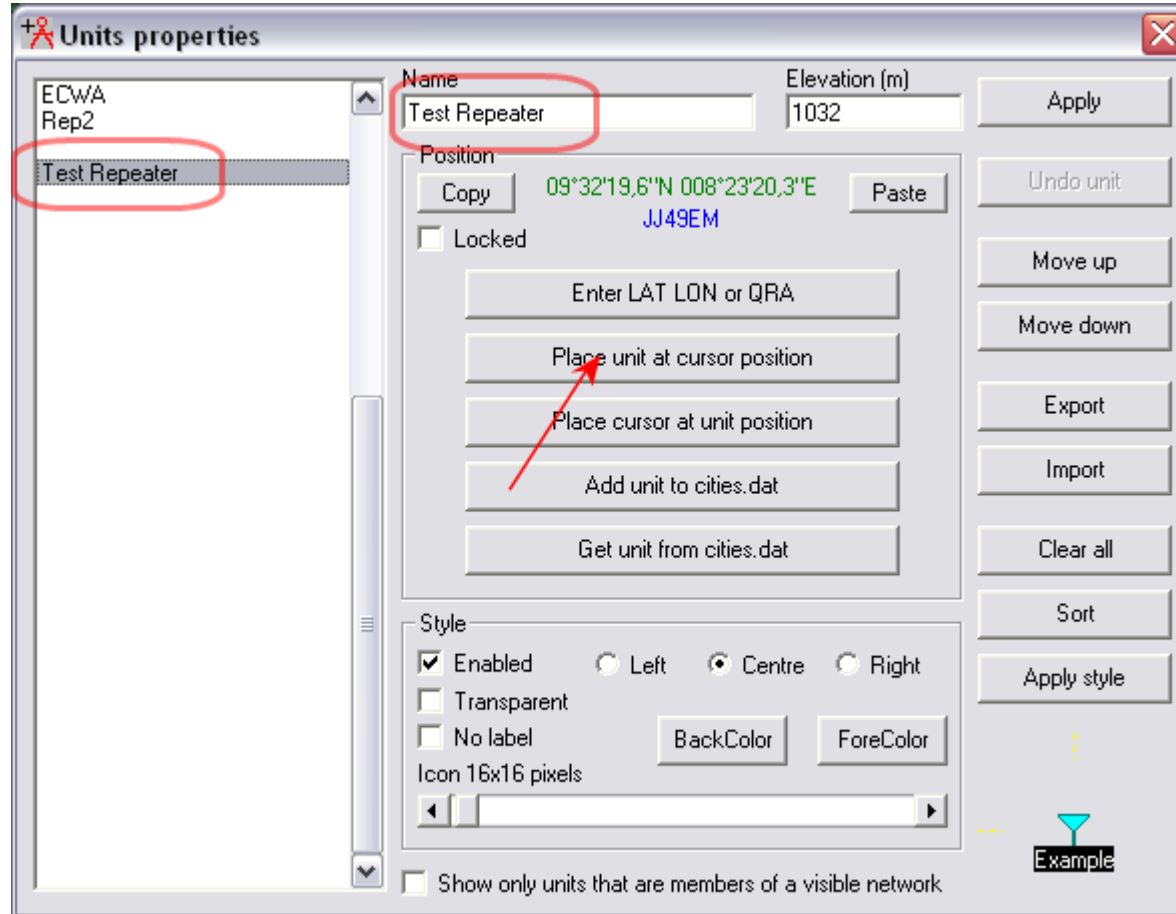 Units properties
ECWA
Rep2
Test Repeater
Name
Elevation (m)
Test Repeater
1032
Position
Copy
09°32'19,6''N 008°23'20,3''E
Paste
JJ49EM
Locked
Enter LAT LON or QRA
Place unit at cursor position
Place cursor at unit position
Add unit to cities.dat
Get unit from cities.dat
Style
Enabled
Left
Centre
Right
Transparent
No label
BackColor
ForeColor
Icon 16x16 pixels
Show only units that are members of a visible network
Apply
Undo unit
Move up
Move down
Export
Import
Clear all
Sort
Apply style
Example